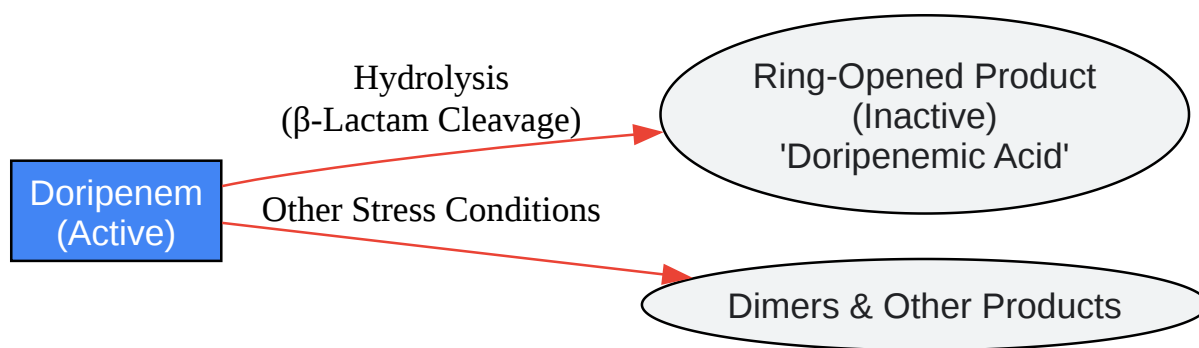 Doripenem
(Active)
Hydrolysis
(β-Lactam Cleavage)
Other Stress Conditions
Ring-Opened Product
(Inactive)
'Doripenemic Acid'
Dimers & Other Products